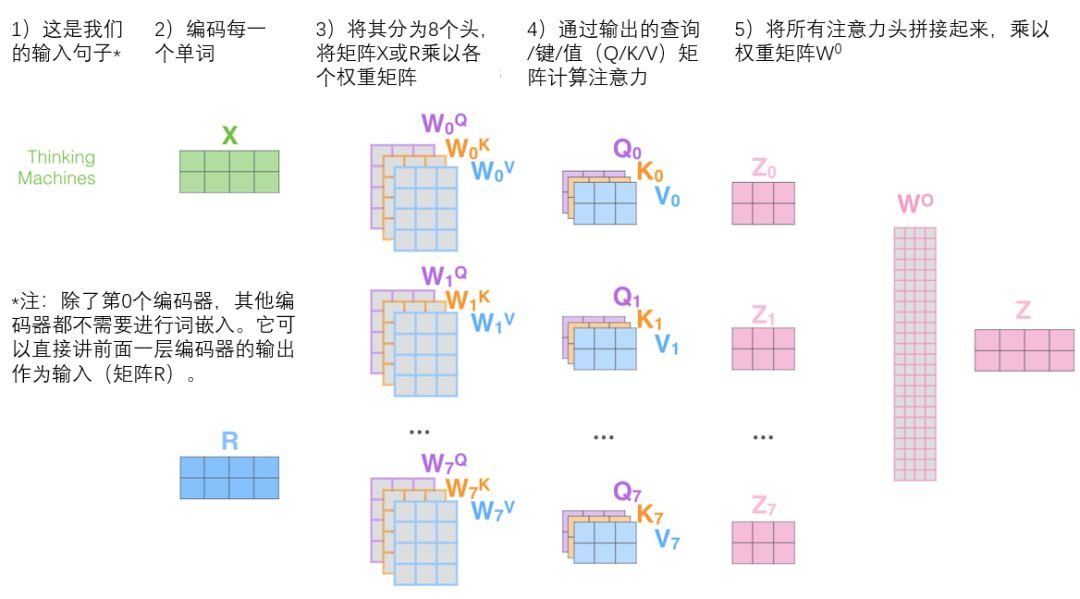 1）这是我们
的输入句子*
2）编码每一
个单词
3）将其分为8个头，
将矩阵X或R乘以各
个权重矩阵
4）通过输出的查询
/键/值（Q/K/V）矩
阵计算注意力
5）将所有注意力头拼接起来，乘以
权重矩阵W⁰
Thinking
Machines
X
W₀Q
W₀K
W₀V
Q₀
K₀
V₀
Z₀
Wᴼ
*注：除了第0个编码器，其他编
码器都不需要进行词嵌入。它可
以直接讲前面一层编码器的输出
作为输入（矩阵R）。
W₁Q
W₁K
W₁V
Q₁
K₁
V₁
Z₁
Z
...
...
...
R
W₇Q
W₇K
W₇V
Q₇
K₇
V₇
Z₇